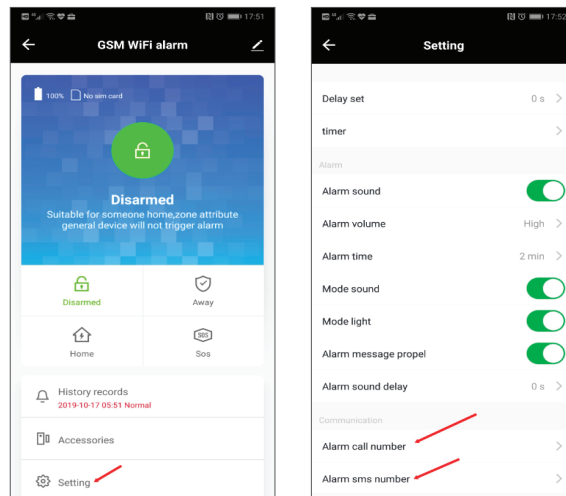 17:51
GSM WiFi alarm
100% No sim card
Disarmed
Suitable for someone home,zone attribute
general device will not trigger alarm
Disarmed
Away
Home
SOS
Sos
History records
2019-10-17 05:51 Normal
Accessories
Setting
17:52
Setting
Delay set 0 s
timer
Alarm
Alarm sound
Alarm volume High
Alarm time 2 min
Mode sound
Mode light
Alarm message propel
Alarm sound delay 0 s
Communication
Alarm call number
Alarm sms number